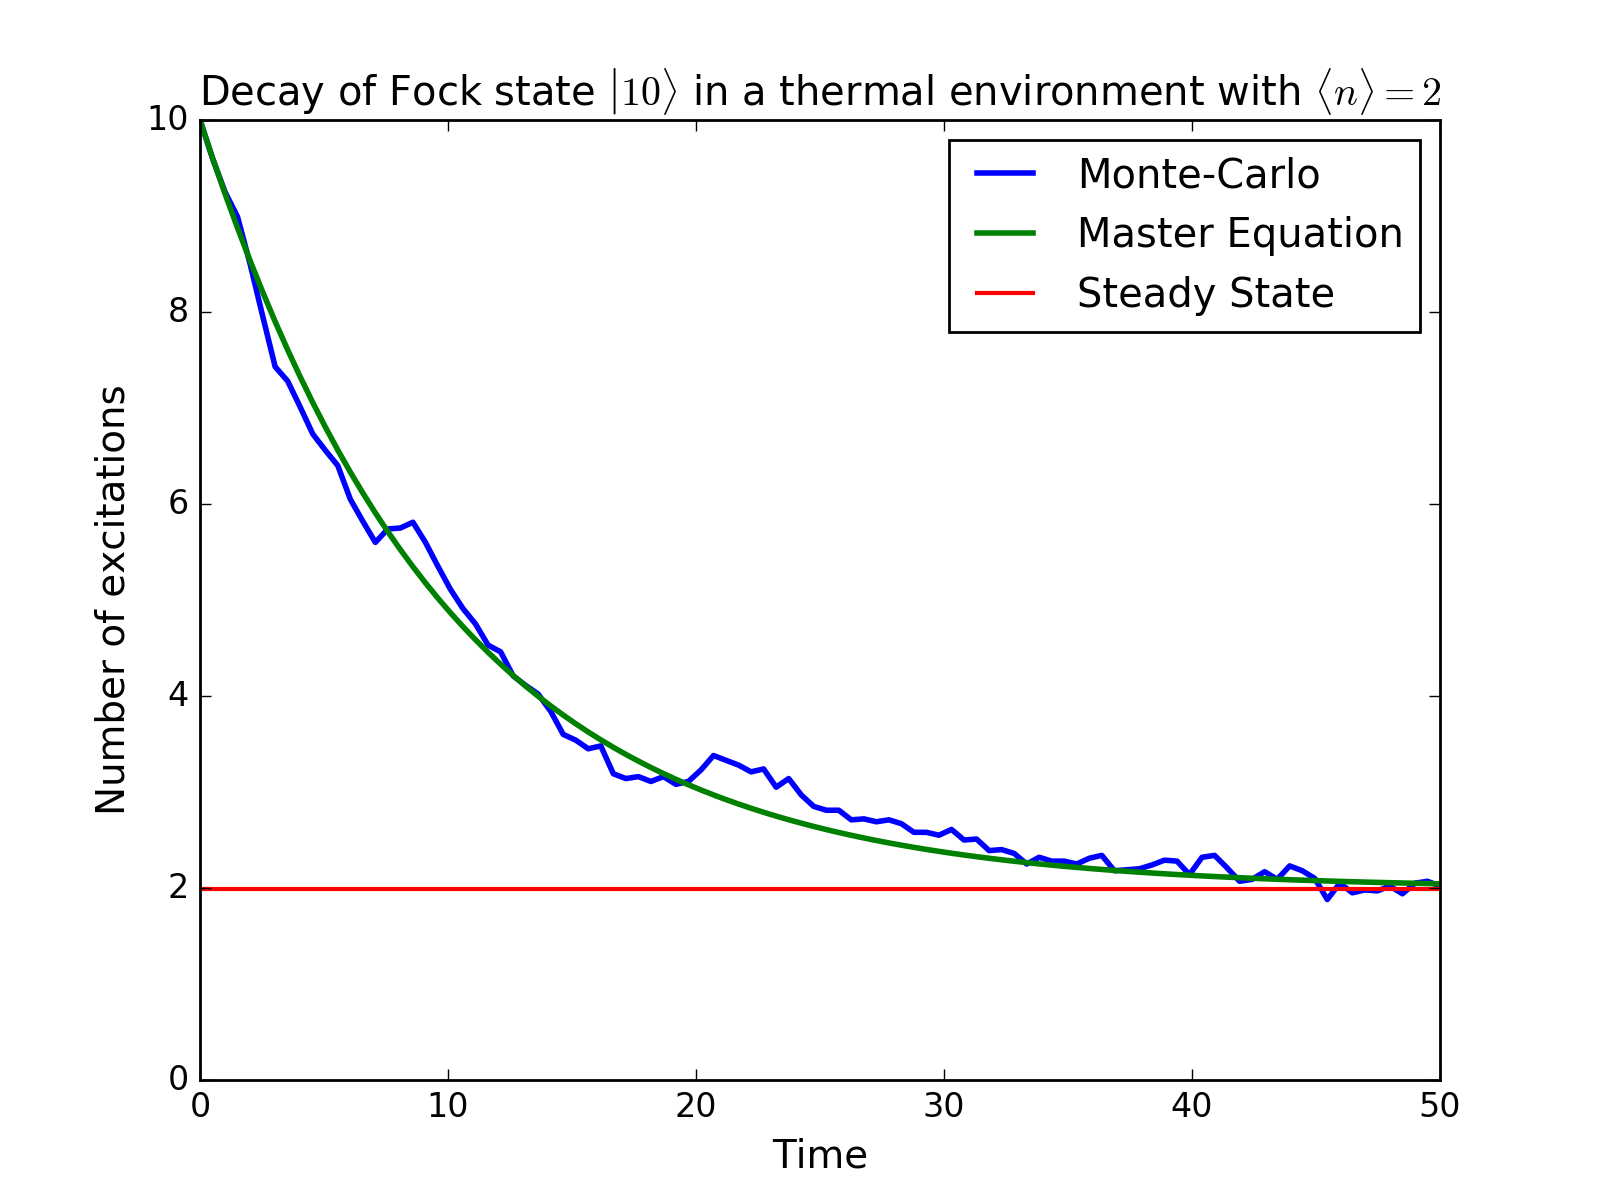 Decay of Fock state |10⟩ in a thermal environment with ⟨n⟩=2
10
8
6
4
2
0
Number of excitations
Monte-Carlo
Master Equation
Steady State
0 10 20 30 40 50
Time